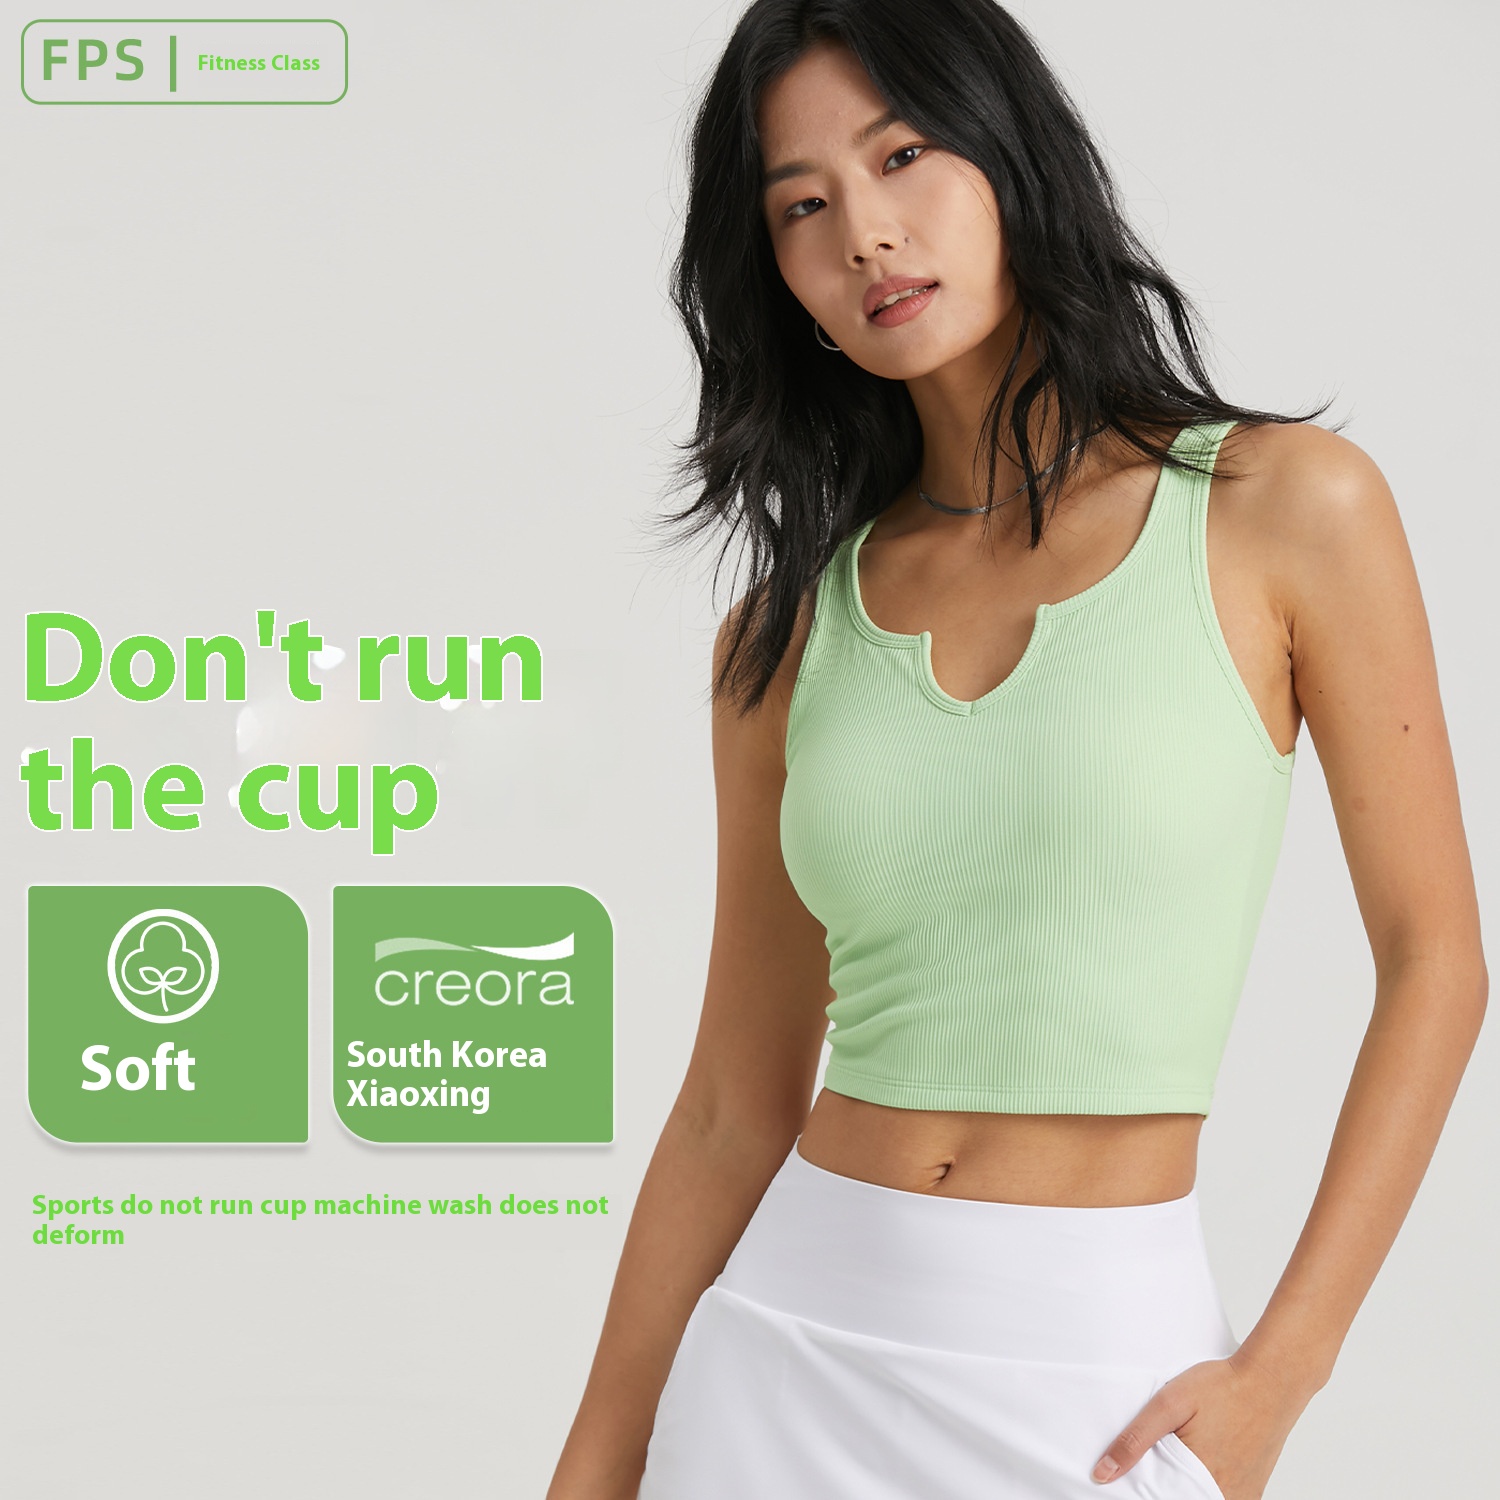 FPS | Fitness Class
Don't run
the cup
Soft
creora
South Korea
Xiaoxing
Sports do not run cup machine wash does not
deform